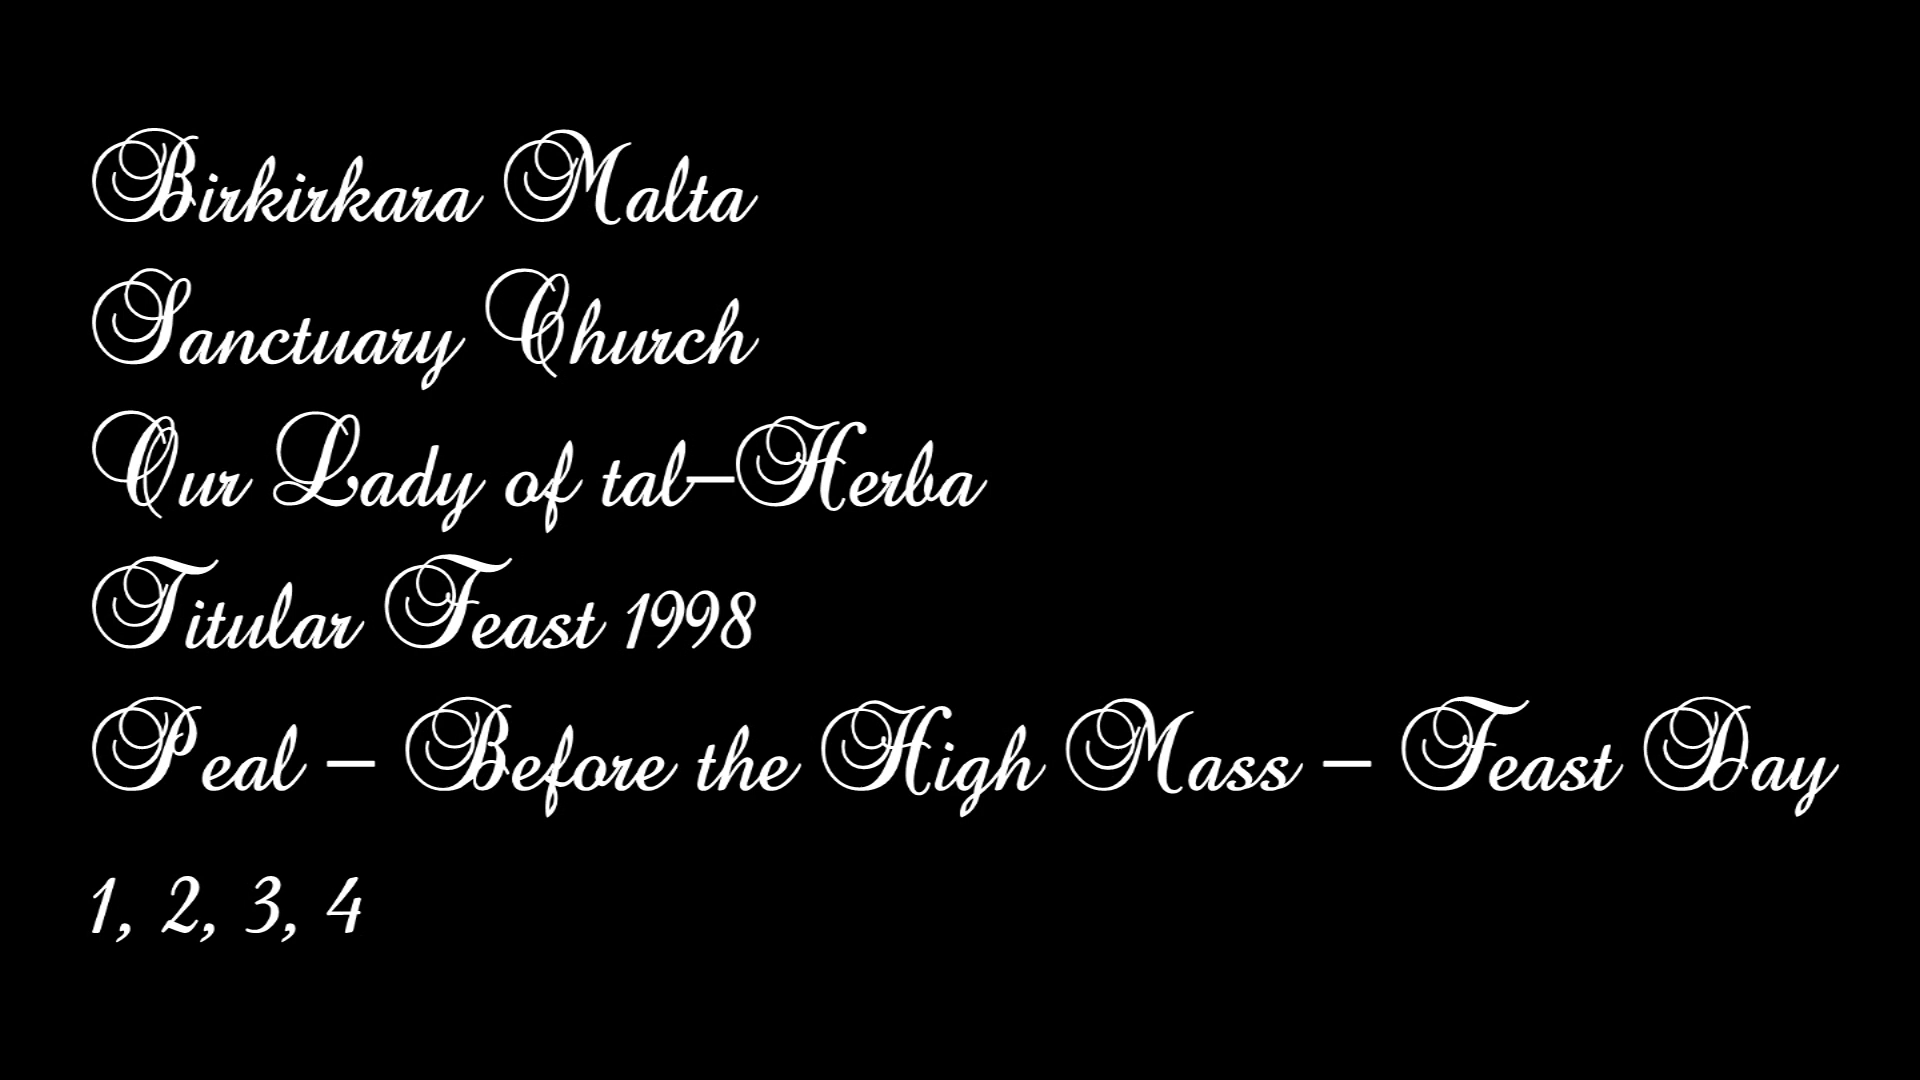 Birkirkara Malta
Sanctuary Church
Our Lady of tal-Herba
Titular Feast 1998
Peal - Before the High Mass - Feast Day
1, 2, 3, 4